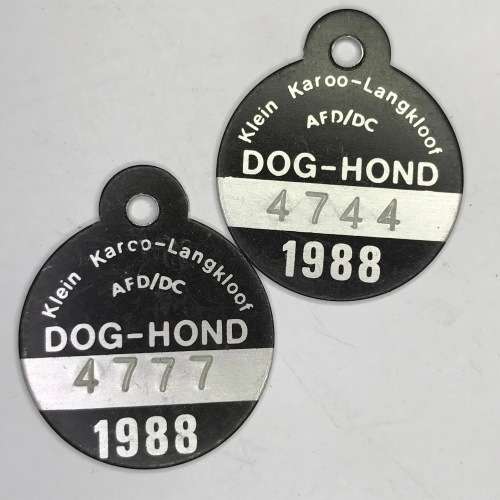 Klein Karoo-Langkloof
AFD/DC
DOG-HOND
4744
1988
Klein Karoo-Langkloof
AFD/DC
DOG-HOND
4777
1988